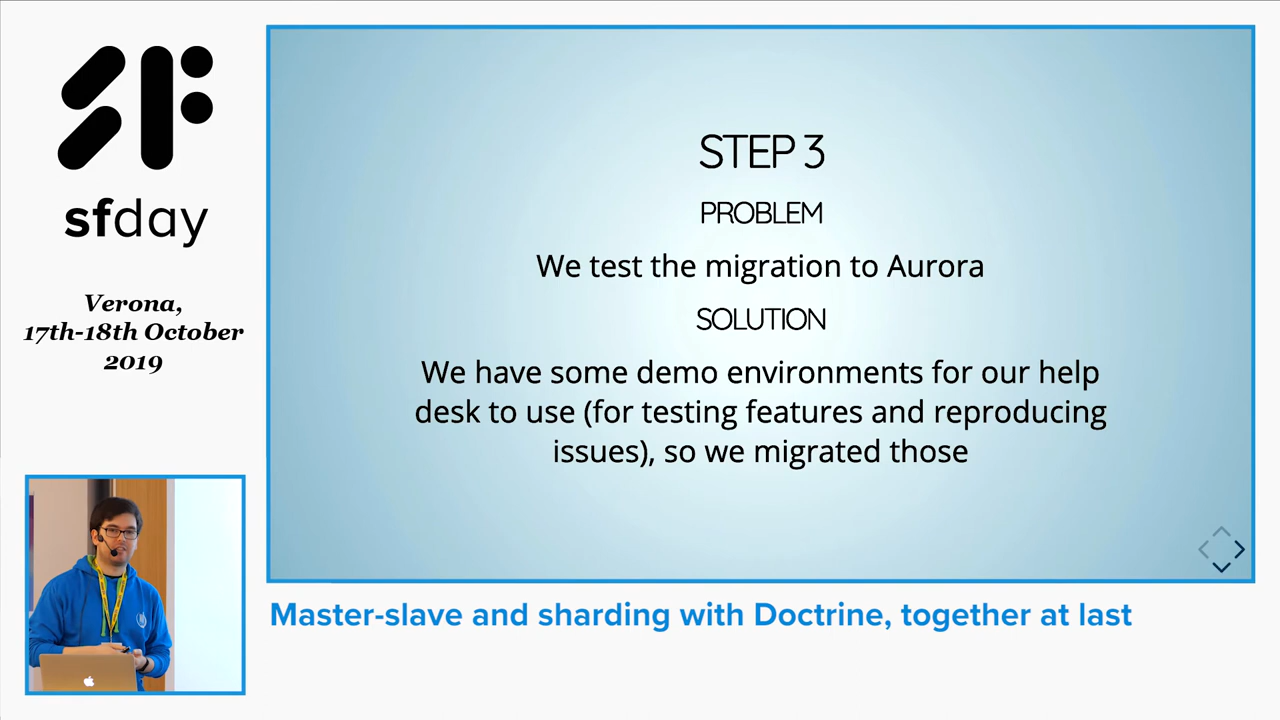 sfday
Verona,
17th-18th October
2019
STEP 3
PROBLEM
We test the migration to Aurora
SOLUTION
We have some demo environments for our help
desk to use (for testing features and reproducing
issues), so we migrated those
Master-slave and sharding with Doctrine, together at last